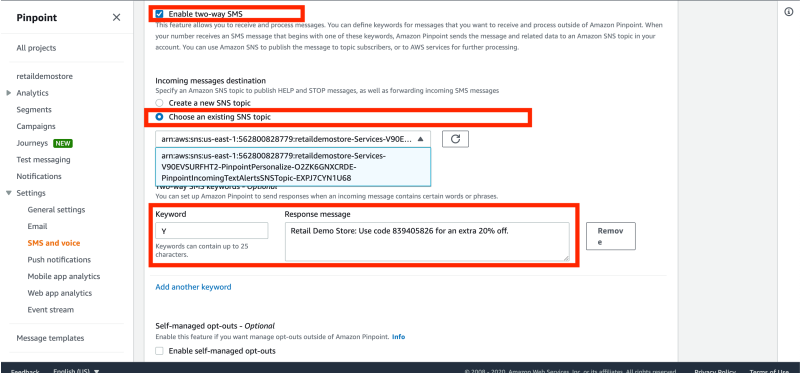 Pinpoint
All projects
retaildemostore
Analytics
Segments
Campaigns
Journeys NEW
Test messaging
Notifications
Settings
General settings
Email
SMS and voice
Push notifications
Mobile app analytics
Web app analytics
Event stream
Message templates
Enable two-way SMS
This feature allows you to receive and process messages. You can define keywords for messages that you want to receive and process outside of Amazon Pinpoint. When
your number receives an SMS message that begins with one of these keywords, Amazon Pinpoint sends the message and related data to an Amazon SNS topic in your
account. You can use Amazon SNS to publish the message to topic subscribers, or to AWS services for further processing.
Incoming messages destination
Specify an Amazon SNS topic to publish HELP and STOP messages, as well as forwarding incoming SMS messages
Create a new SNS topic
Choose an existing SNS topic
arn:aws:sns:us-east-1:562800828779:retaildemostore-Services-V90E...
arn:aws:sns:us-east-1:562800828779:retaildemostore-Services-
V90EVSURFHT2-PinpointPersonalize-O2ZK6GNXCRDE-
PinpointIncomingTextAlertsSNSTopic-EXPJ7CYN1U68
Two-way SMS keywords - Optional
You can set up Amazon Pinpoint to send responses when an incoming message contains certain words or phrases.
Keyword
Y
Keywords can contain up to 25
characters.
Response message
Retail Demo Store: Use code 839405826 for an extra 20% off.
Remov
e
Add another keyword
Self-managed opt-outs - Optional
Enable this feature if you want manage opt-outs outside of Amazon Pinpoint. Info
Enable self-managed opt-outs
Feedback English (US) © 2008 - 2020, Amazon Web Services, Inc. or its affiliates. All rights reserved. Privacy Policy Terms of Use